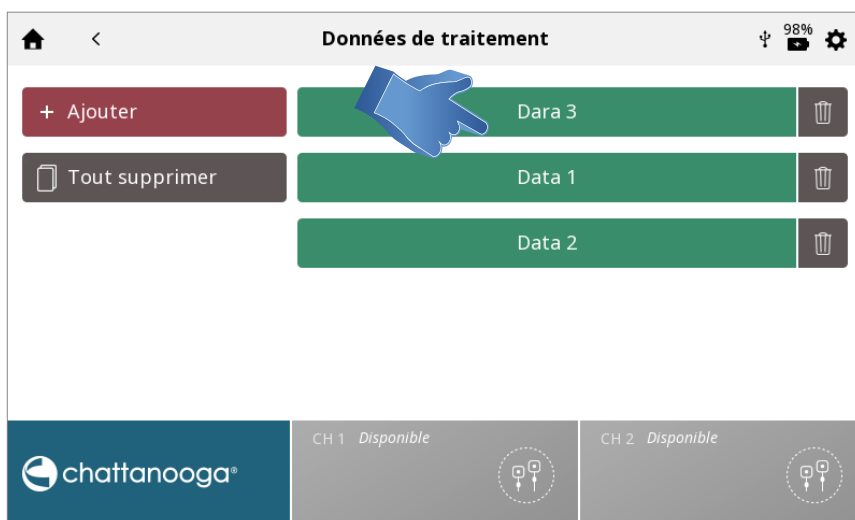 Données de traitement
98%
+ Ajouter
Dara 3
Tout supprimer
Data 1
Data 2
chattanooga®
CH 1 Disponible
CH 2 Disponible